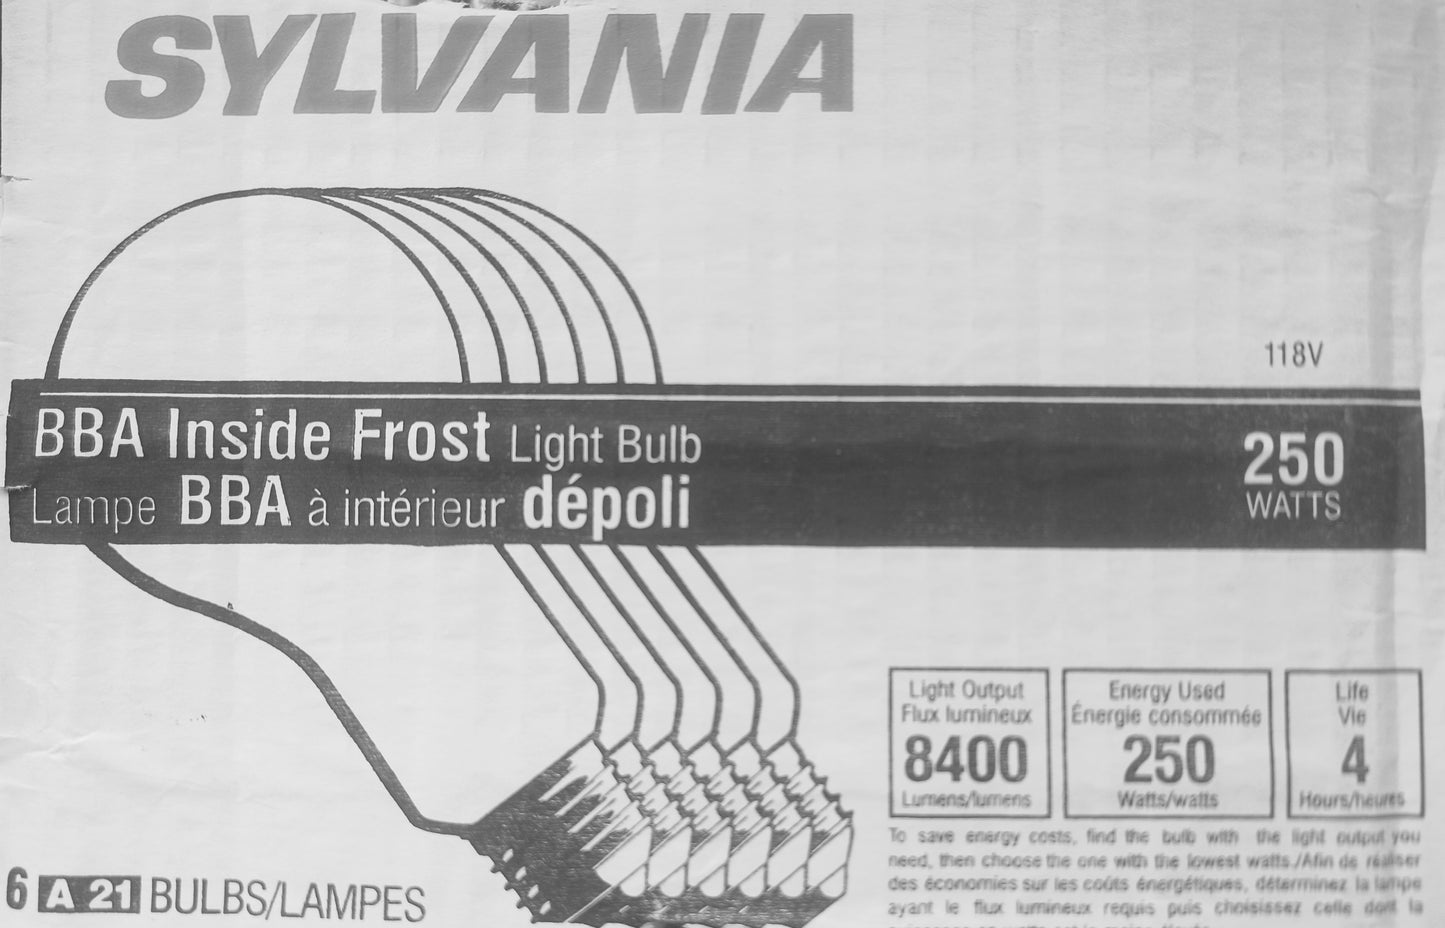 SYLVANIA
118V
BBA Inside Frost Light Bulb
Lampe BBA à intérieur dépoli
250
WATTS
Light Output
Flux lumineux
8400
Lumens/lumens
Energy Used
Énergie consommée
250
Watts/watts
Life
Vie
4
Hours/heures
To save energy costs, find the bulb with the light output you
need, then choose the one with the lowest watts./Afin de réaliser
des économies sur les coûts énergétiques, déterminez la lampe
ayant le flux lumineux requis puis choisissez celle dont la
6 A 21 BULBS/LAMPES